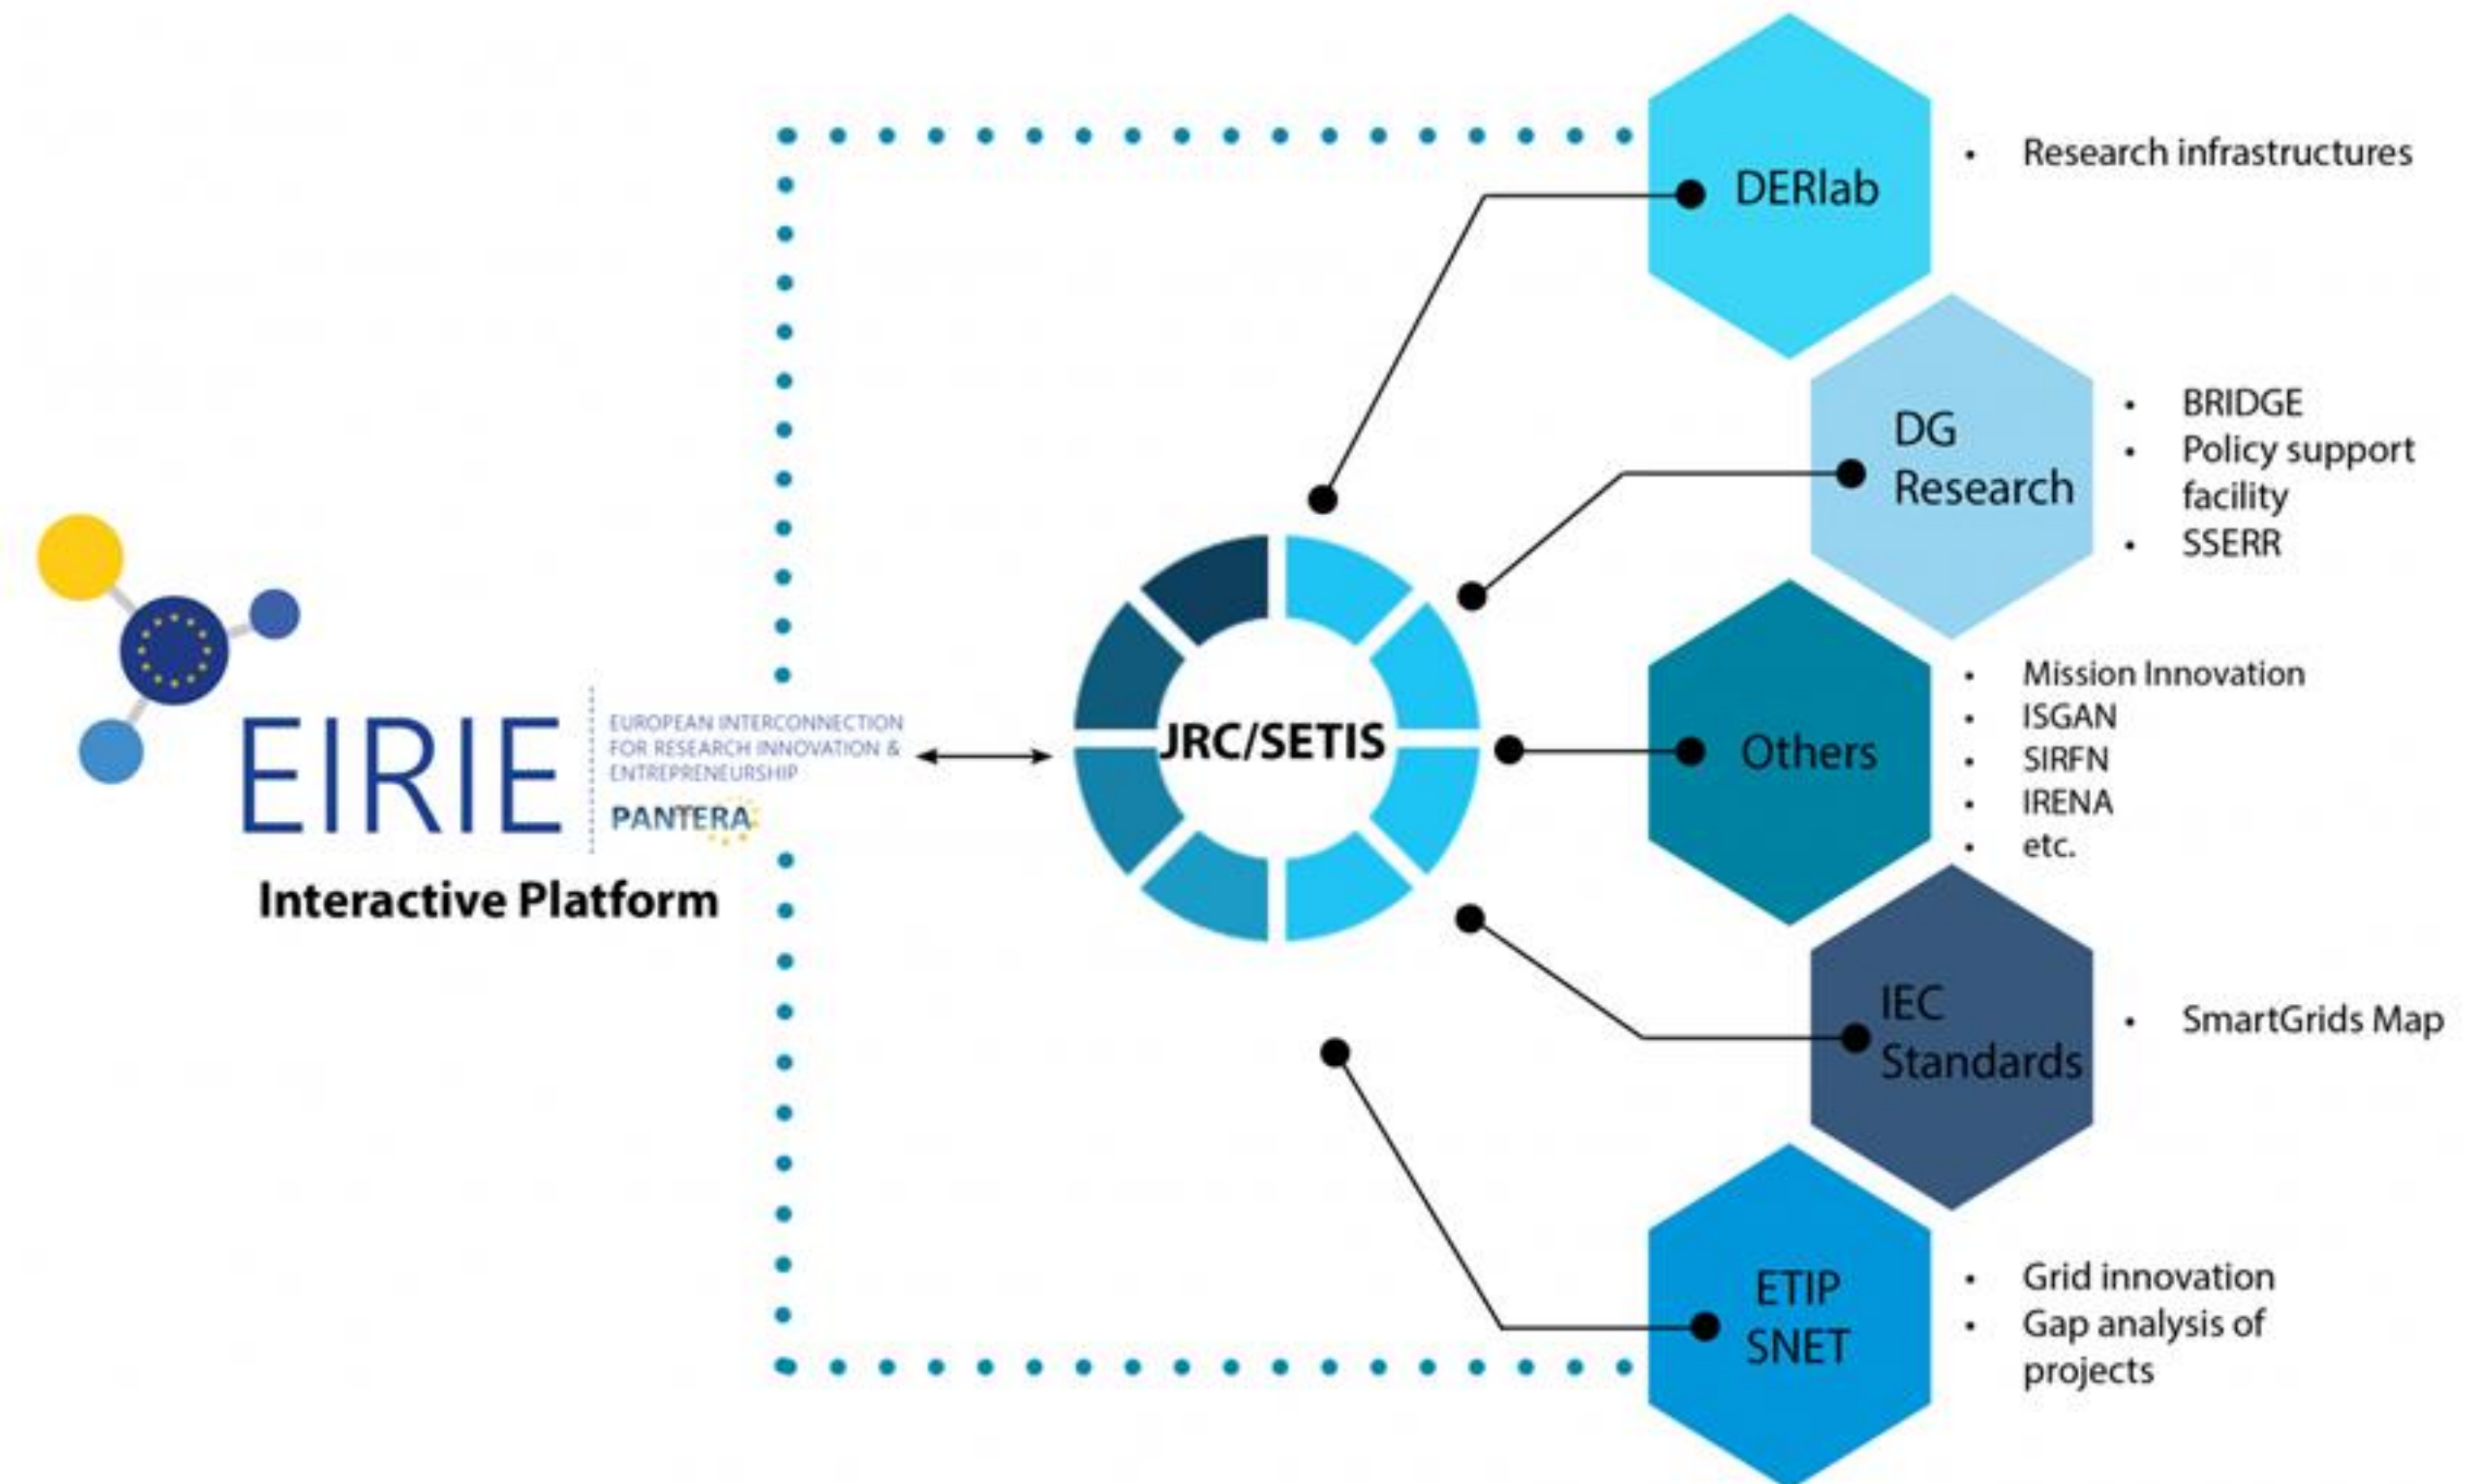 DERlab
• Research infrastructures
DG
Research
• BRIDGE
• Policy support
facility
• SSERR
EIRIE
EUROPEAN INTERCONNECTION
FOR RESEARCH INNOVATION &
ENTREPRENEURSHIP
PANTERA
Interactive Platform
JRC/SETIS
Others
• Mission Innovation
• ISGAN
• SIRFN
• IRENA
• etc.
IEC
Standards
• SmartGrids Map
ETIP
SNET
• Grid innovation
• Gap analysis of
projects